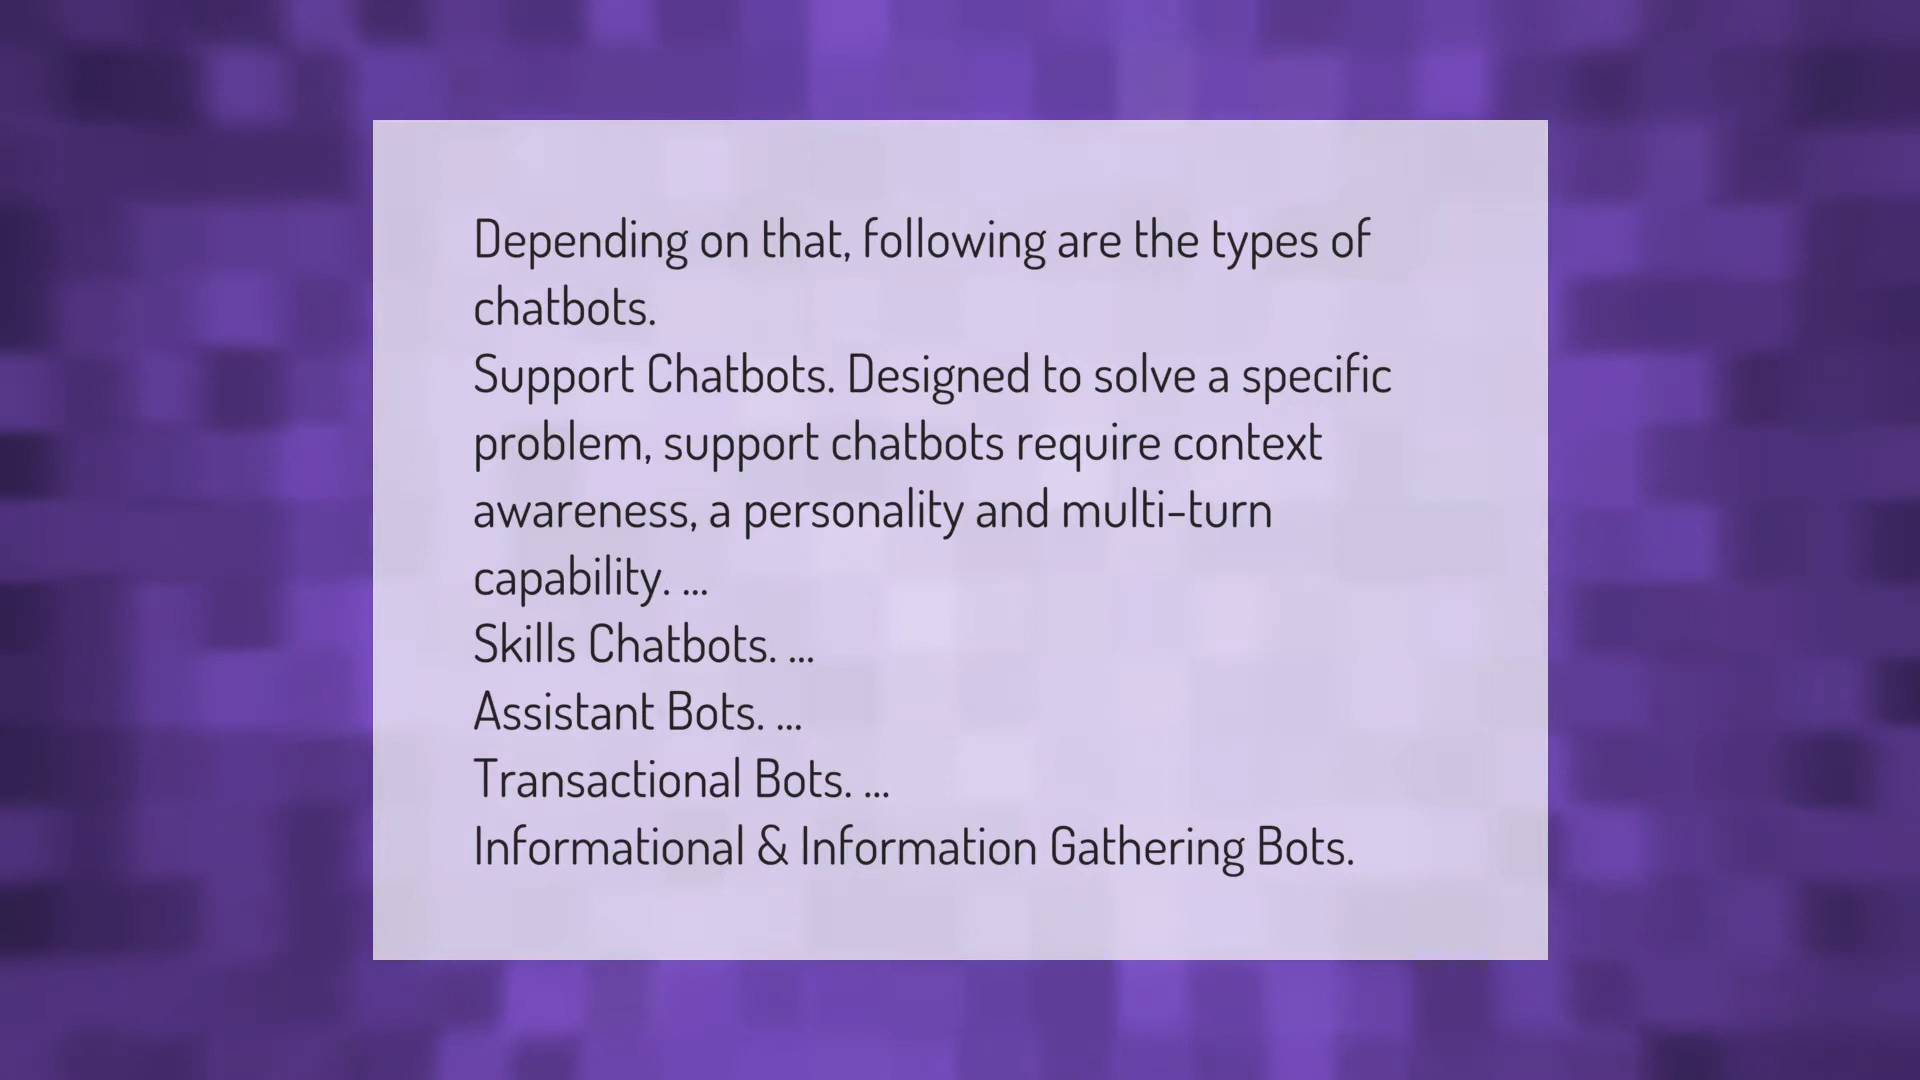 Depending on that, following are the types of
chatbots.
Support Chatbots. Designed to solve a specific
problem, support chatbots require context
awareness, a personality and multi-turn
capability. ...
Skills Chatbots. ...
Assistant Bots. ...
Transactional Bots. ...
Informational & Information Gathering Bots.